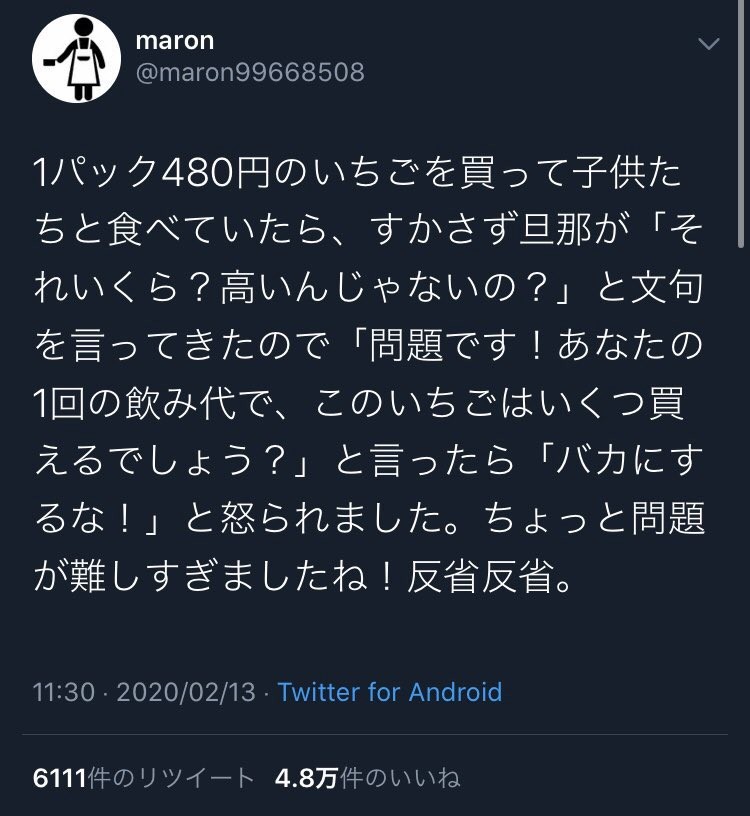 maron
@maron99668508
1パック480円のいちごを買って子供た
ちと食べていたら、すかさず旦那が「そ
れいくら？高いんじゃないの？」と文句
を言ってきたので「問題です！あなたの
1回の飲み代で、このいちごはいくつ買
えるでしょう？」と言ったら「バカにす
るな！」と怒られました。ちょっと問題
が難しすぎましたね！反省反省。
11:30 · 2020/02/13 · Twitter for Android
6111件のリツイート 4.8万件のいいね